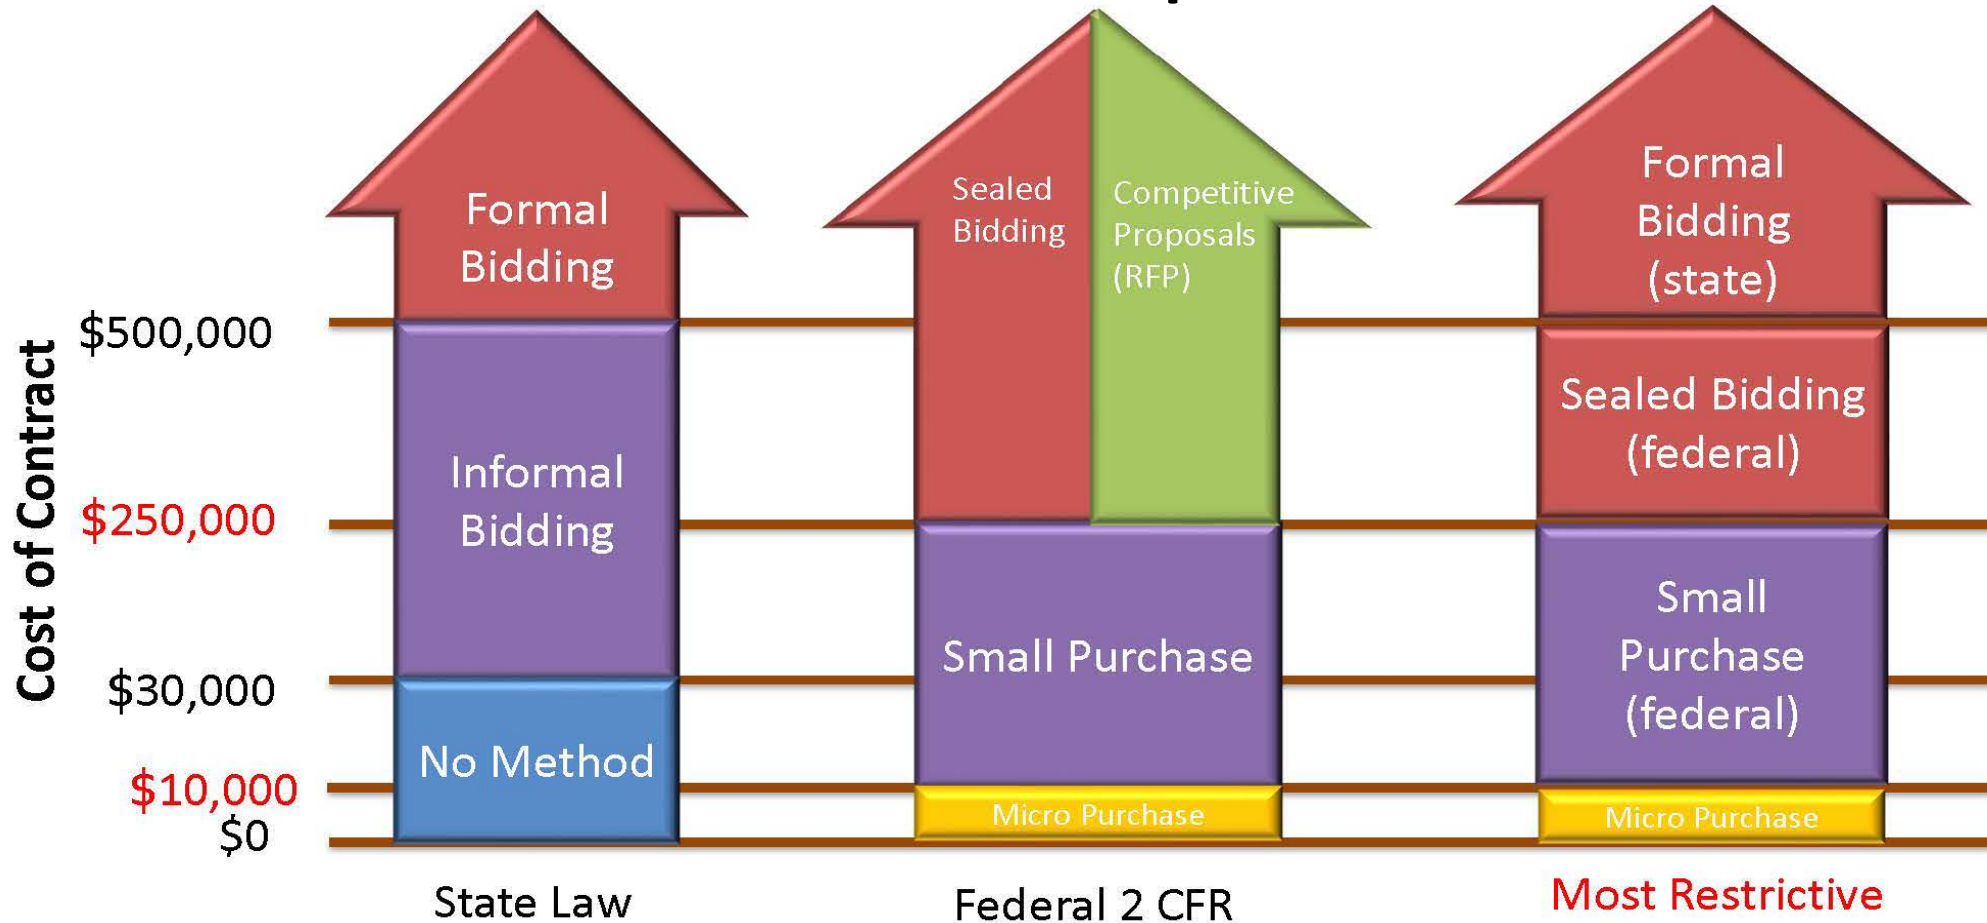 Formal
Bidding
Sealed
Bidding
Competitive
Proposals
(RFP)
Formal
Bidding
(state)
$500,000
Sealed Bidding
(federal)
Informal
Bidding
Cost of Contract
$250,000
Small Purchase
Small
Purchase
(federal)
$30,000
No Method
$10,000
Micro Purchase
Micro Purchase
$0
State Law
Federal 2 CFR
Most Restrictive